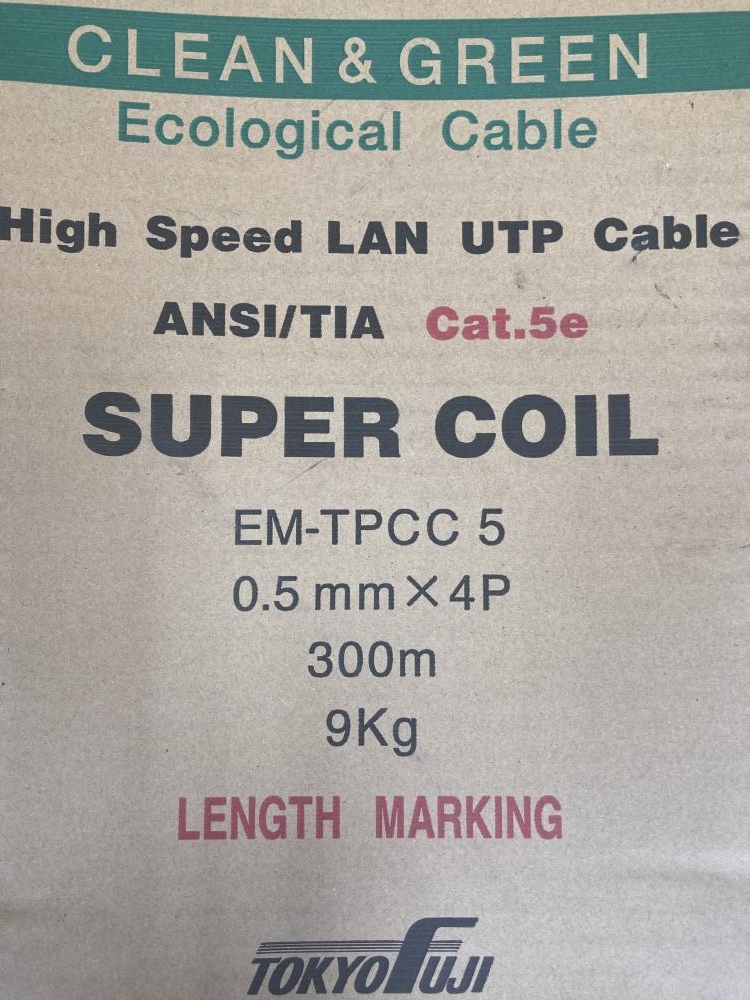 CLEAN & GREEN
Ecological Cable
High Speed LAN UTP Cable
ANSI/TIA Cat.5e
SUPER COIL
EM-TPCC 5
0.5 mm×4P
300m
9Kg
LENGTH MARKING
TOKYO FUJI